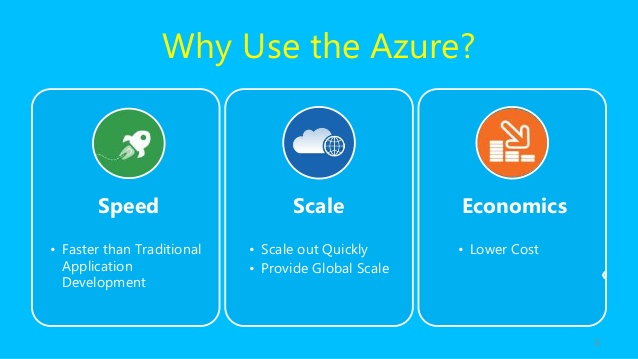 Why Use the Azure?
Speed
• Faster than Traditional
Application
Development
Scale
• Scale out Quickly
• Provide Global Scale
Economics
• Lower Cost